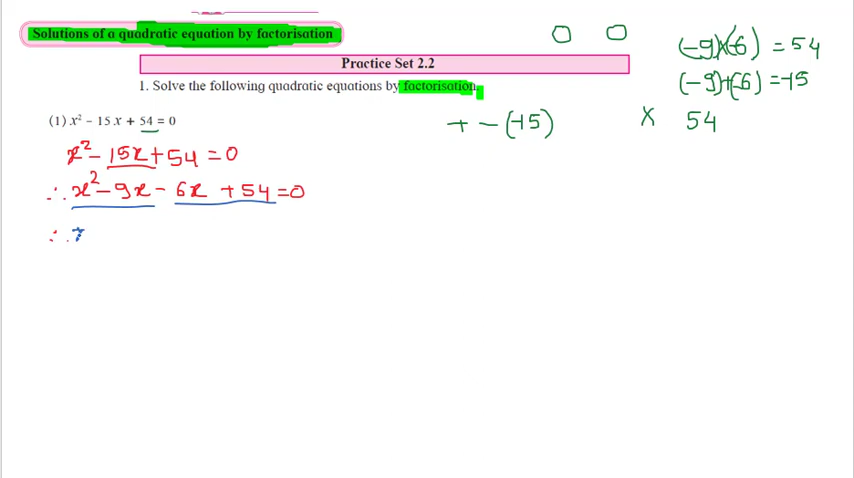 Solutions of a quadratic equation by factorisation
Practice Set 2.2
1. Solve the following quadratic equations by factorisation.
(1) x² − 15 x + 54 = 0
x² − 15x + 54 = 0
∴ x² − 9x − 6x + 54 = 0
∴ x
(−9)×(−6) = 54
(−9)+(−6) = −15
+ − (−15) × 54